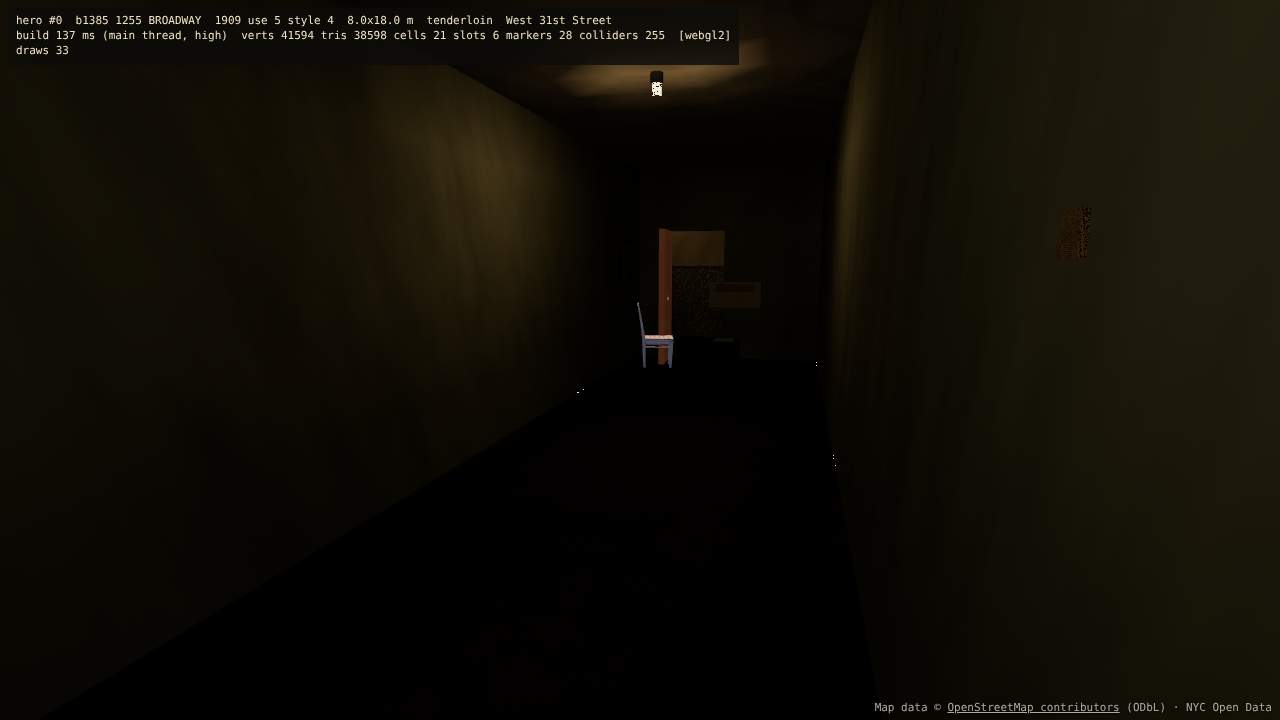 hero #0  b1385 1255 BROADWAY  1909 use 5 style 4  8.0x18.0 m  tenderloin  West 31st Street
build 137 ms (main thread, high)  verts 41594 tris 38598 cells 21 slots 6 markers 28 colliders 255  [webgl2]
draws 33
Map data © OpenStreetMap contributors (ODbL) · NYC Open Data